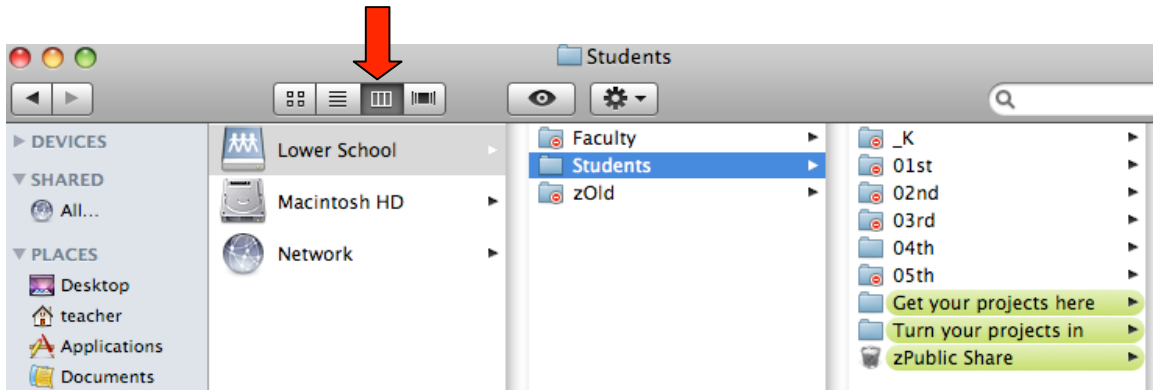 Students
DEVICES
SHARED
All...
PLACES
Desktop
teacher
Applications
Documents
Lower School
Macintosh HD
Network
Faculty
Students
zOld
_K
01st
02nd
03rd
04th
05th
Get your projects here
Turn your projects in
zPublic Share